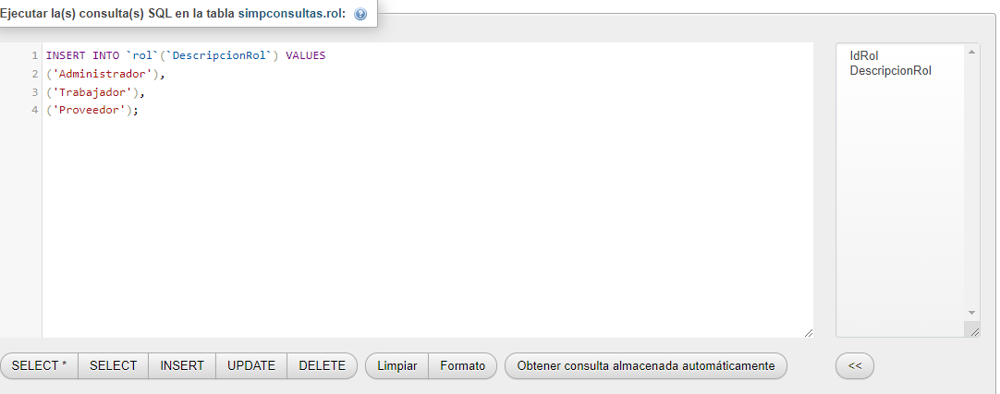 Ejecutar la(s) consulta(s) SQL en la tabla simpconsultas.rol:
1 INSERT INTO `rol`(`DescripcionRol`) VALUES
2 ('Administrador'),
3 ('Trabajador'),
4 ('Proveedor');
IdRol
DescripcionRol
SELECT * SELECT INSERT UPDATE DELETE Limpiar Formato Obtener consulta almacenada automáticamente <<